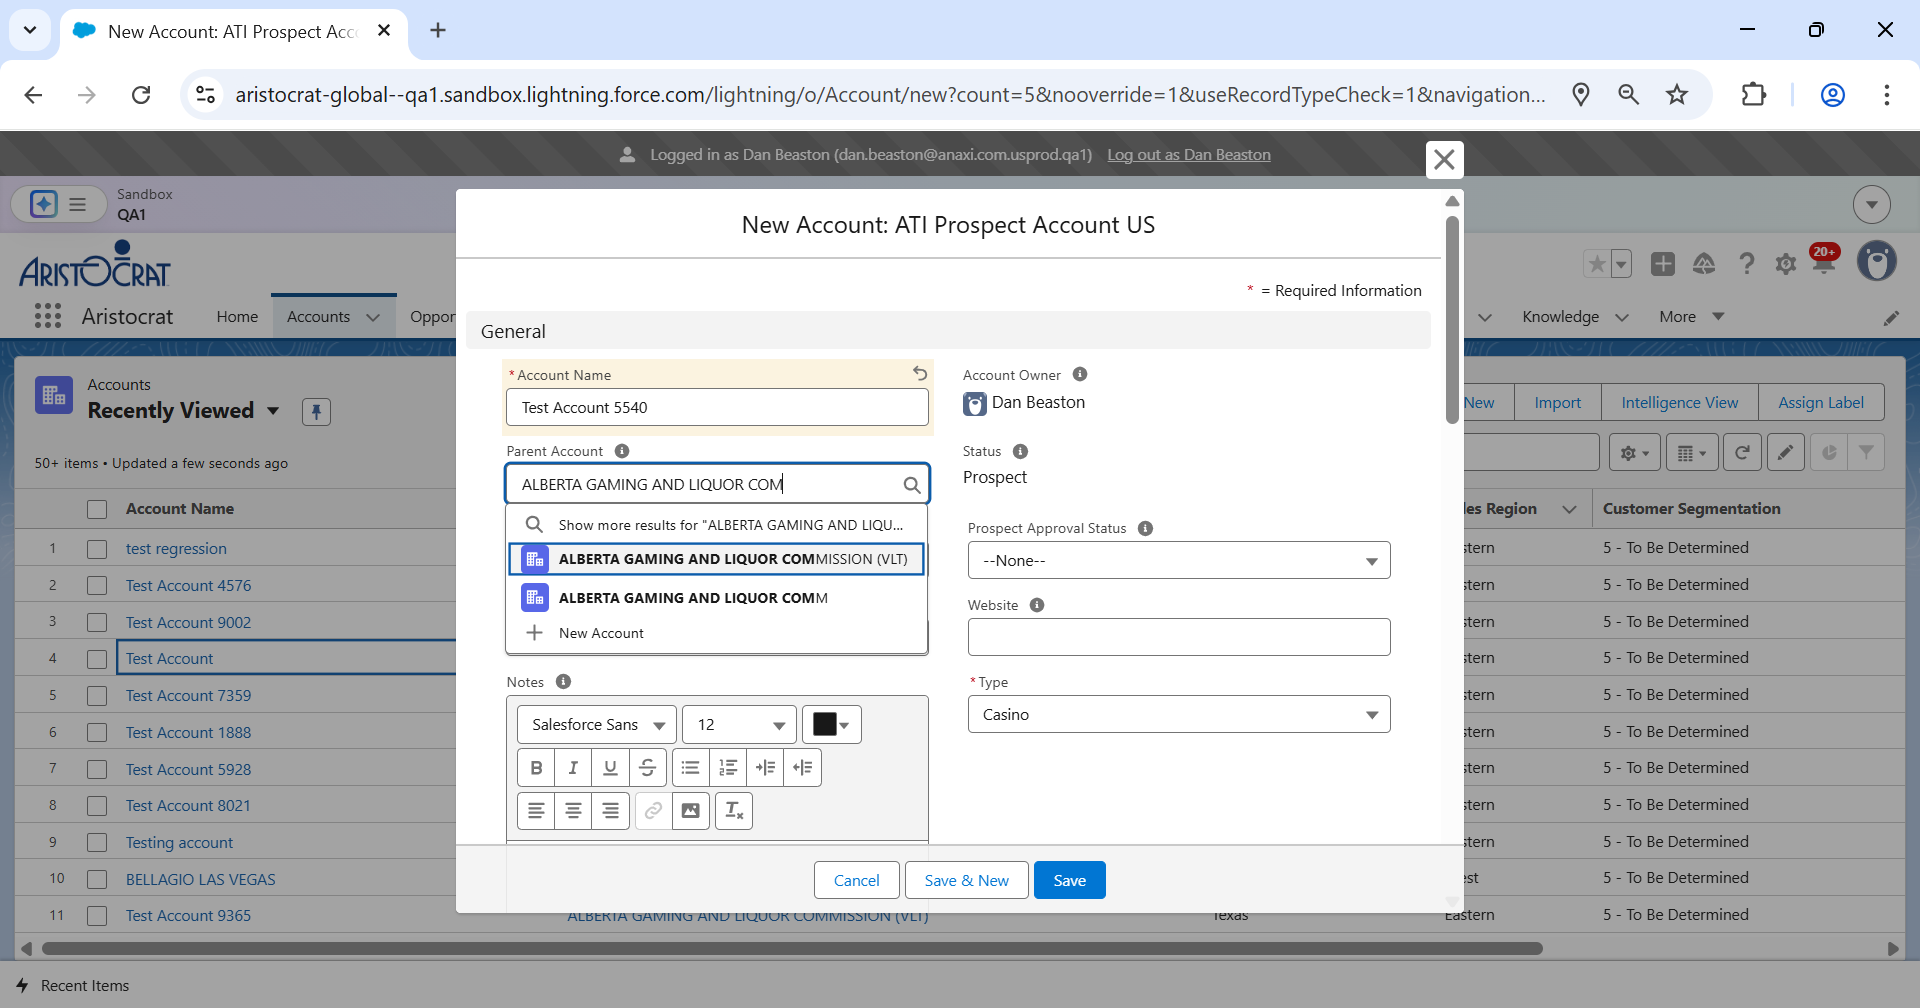 New Account: ATI Prospect Acc
aristocrat-global--qa1.sandbox.lightning.force.com/lightning/o/Account/new?count=5&nooverride=1&useRecordTypeCheck=1&navigation...
Logged in as Dan Beaston (dan.beaston@anaxi.com.usprod.qa1) Log out as Dan Beaston
Sandbox
QA1
ARISTOCRAT
20+
Aristocrat Home Accounts Oppor Knowledge More
Accounts
Recently Viewed
New Import Intelligence View Assign Label
50+ items • Updated a few seconds ago
Account Name les Region Customer Segmentation
1 test regression stern 5 - To Be Determined
2 Test Account 4576 stern 5 - To Be Determined
3 Test Account 9002 stern 5 - To Be Determined
4 Test Account stern 5 - To Be Determined
5 Test Account 7359 stern 5 - To Be Determined
6 Test Account 1888 stern 5 - To Be Determined
7 Test Account 5928 stern 5 - To Be Determined
8 Test Account 8021 stern 5 - To Be Determined
9 Testing account stern 5 - To Be Determined
10 BELLAGIO LAS VEGAS est 5 - To Be Determined
11 Test Account 9365 ALBERTA GAMING AND LIQUOR COMMISSION (VLT) Texas Eastern 5 - To Be Determined
New Account: ATI Prospect Account US
* = Required Information
General
*Account Name
Test Account 5540
Account Owner
Dan Beaston
Parent Account
ALBERTA GAMING AND LIQUOR COM
Status
Prospect
Show more results for "ALBERTA GAMING AND LIQU...
ALBERTA GAMING AND LIQUOR COMMISSION (VLT)
ALBERTA GAMING AND LIQUOR COMM
New Account
Prospect Approval Status
--None--
Website
Notes
*Type
Casino
Salesforce Sans 12
B I U S
Cancel Save & New Save
Recent Items